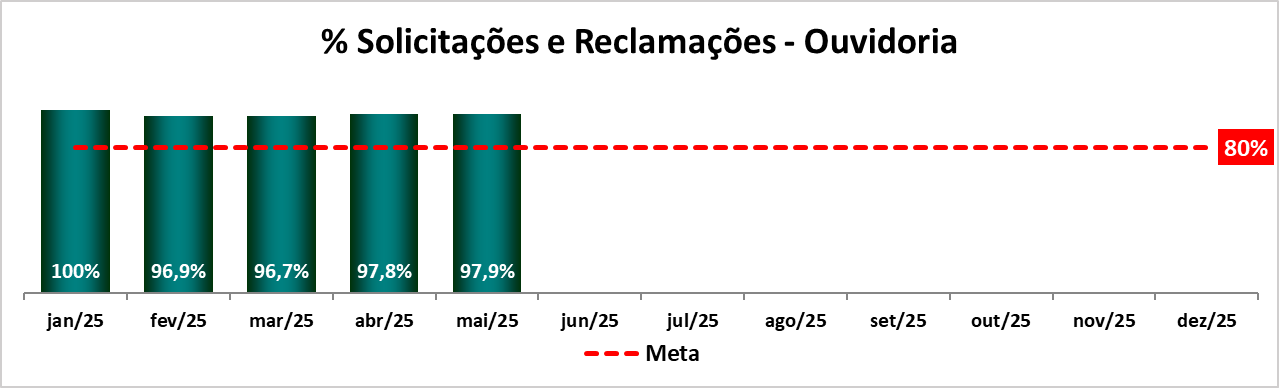 % Solicitações e Reclamações - Ouvidoria
80%
100% 96,9% 96,7% 97,8% 97,9%
jan/25 fev/25 mar/25 abr/25 mai/25 jun/25 jul/25 ago/25 set/25 out/25 nov/25 dez/25
Meta